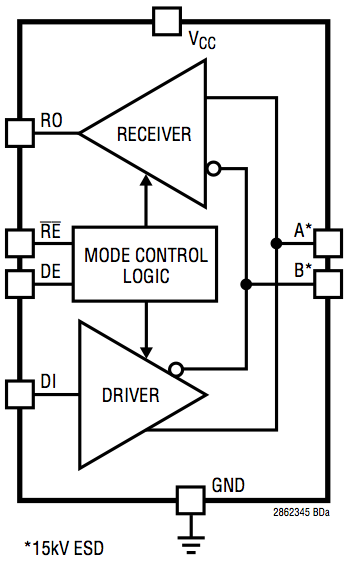 VCC
RO
RECEIVER
RE
A*
MODE CONTROL
LOGIC
DE
B*
DI
DRIVER
GND
2862345 BDa
*15kV ESD